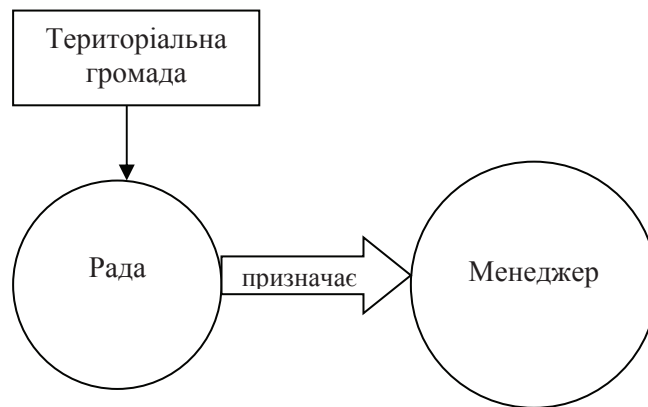 Територіальна
громада
Рада
призначає
Менеджер